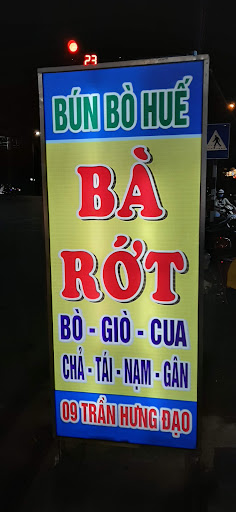 23
BÚN BÒ HUẾ
BÀ
RỚT
BÒ - GIÒ - CUA
CHẢ - TÁI - NẠM - GÂN
09 TRẦN HƯNG ĐẠO